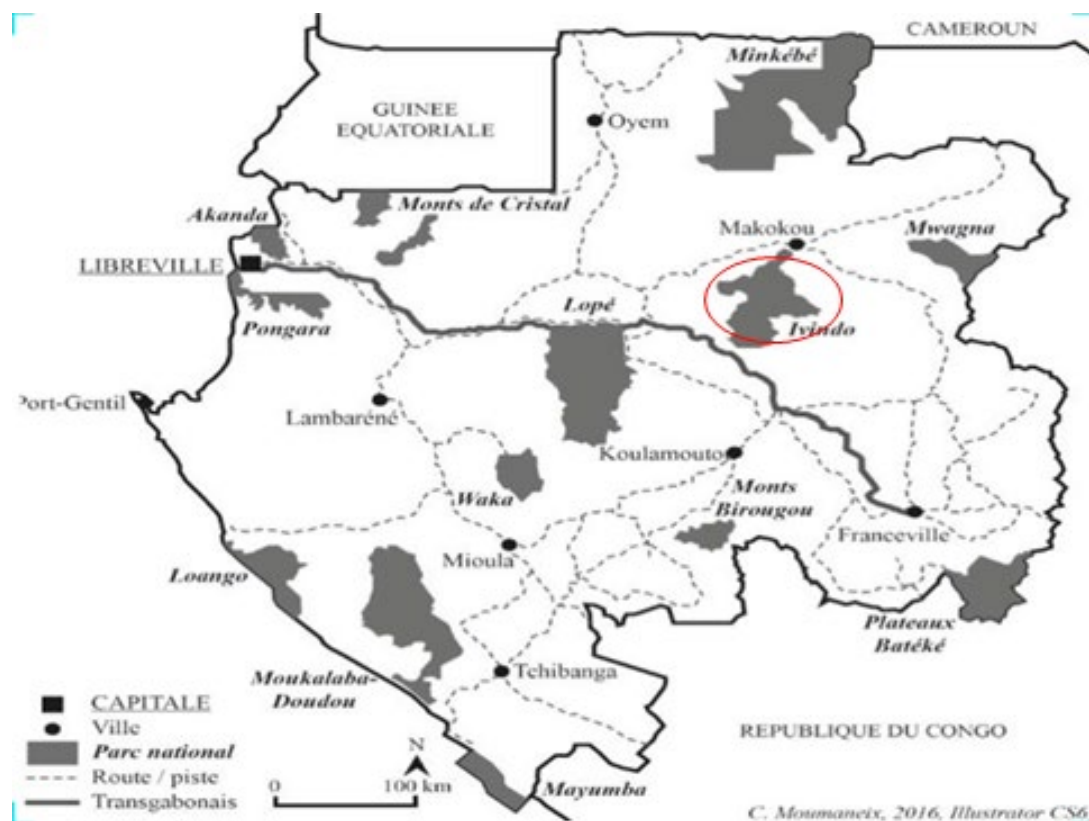 CAMEROUN
Minkébé
GUINEE
EQUATORIALE
Oyem
Monts de Cristal
Akanda
Makokou
Mwagna
LIBREVILLE
Lopé
Ivindo
Pongara
Port-Gentil
Lambaréné
Koulamouto
Waka
Monts
Birougou
Franceville
Mioula
Loango
Plateaux
Batéké
Tchibanga
Moukalaba-
Doudou
CAPITALE
Ville
Parc national
Route / piste
Transgabonais
N
0
100 km
REPUBLIQUE DU CONGO
Mayumba
C. Moumaneix, 2016, Illustrator CS6